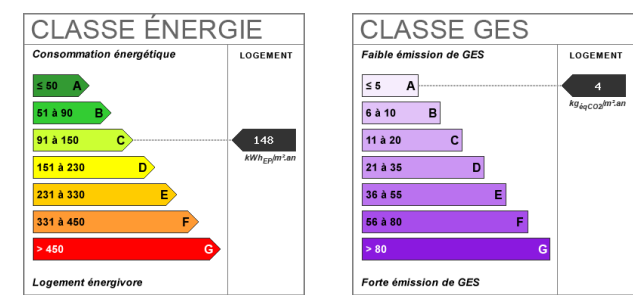 CLASSE ÉNERGIE
Consommation énergétique
LOGEMENT
≤ 50 A
51 à 90 B
91 à 150 C
148
kWhEP/m².an
151 à 230 D
231 à 330 E
331 à 450 F
> 450 G
Logement énergivore
CLASSE GES
Faible émission de GES
LOGEMENT
≤ 5 A
4
kgéqCO2/m².an
6 à 10 B
11 à 20 C
21 à 35 D
36 à 55 E
56 à 80 F
> 80 G
Forte émission de GES